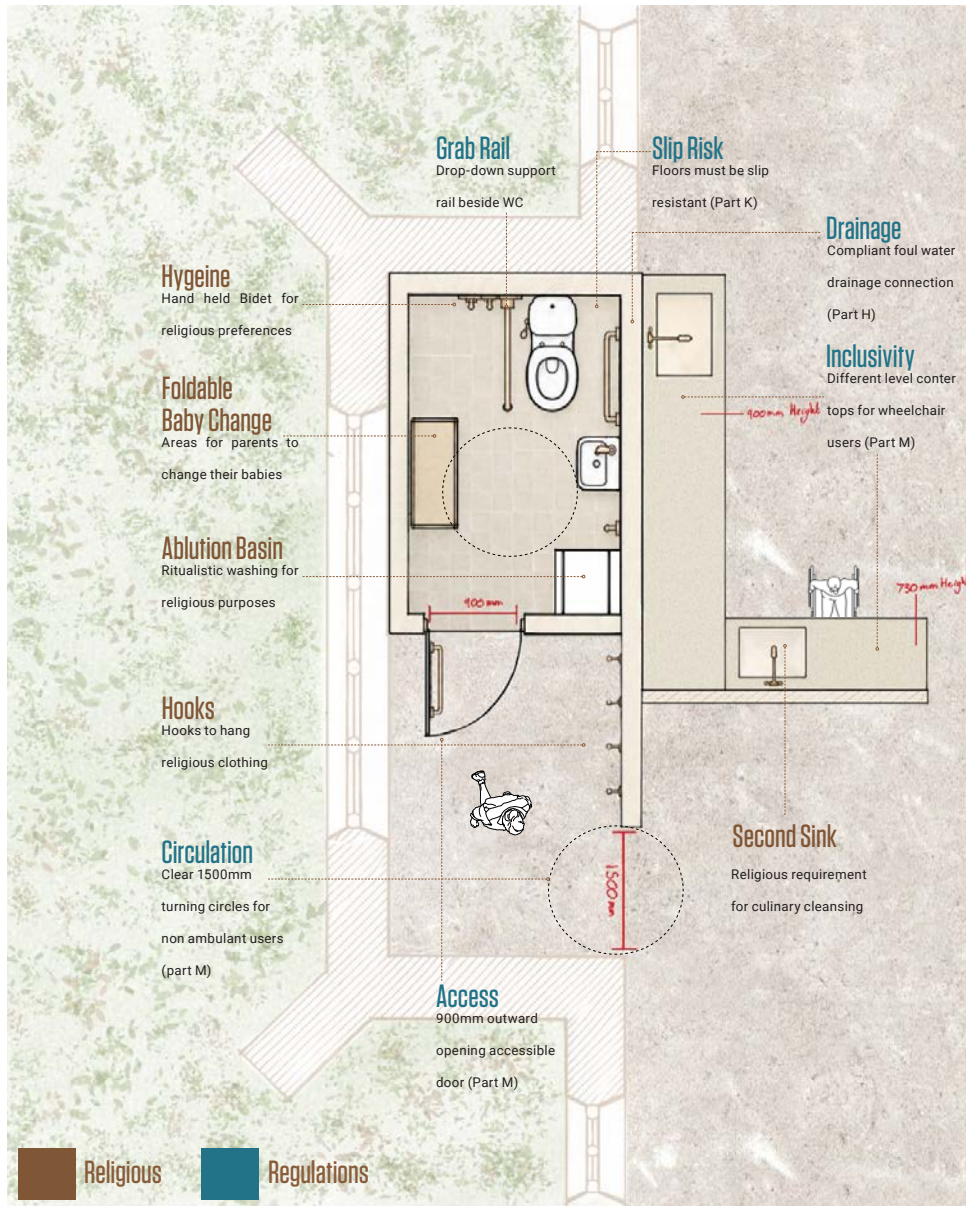 Grab Rail
Drop-down support
rail beside WC
Slip Risk
Floors must be slip
resistant (Part K)
Drainage
Compliant foul water
drainage connection
(Part H)
Hygeine
Hand held Bidet for
religious preferences
Inclusivity
Different level conter
tops for wheelchair
users (Part M)
900mm Height
Foldable
Baby Change
Areas for parents to
change their babies
Ablution Basin
Ritualistic washing for
religious purposes
900mm
730mm Height
Hooks
Hooks to hang
religious clothing
Circulation
Clear 1500mm
turning circles for
non ambulant users
(part M)
1500mm
Second Sink
Religious requirement
for culinary cleansing
Access
900mm outward
opening accessible
door (Part M)
Religious
Regulations